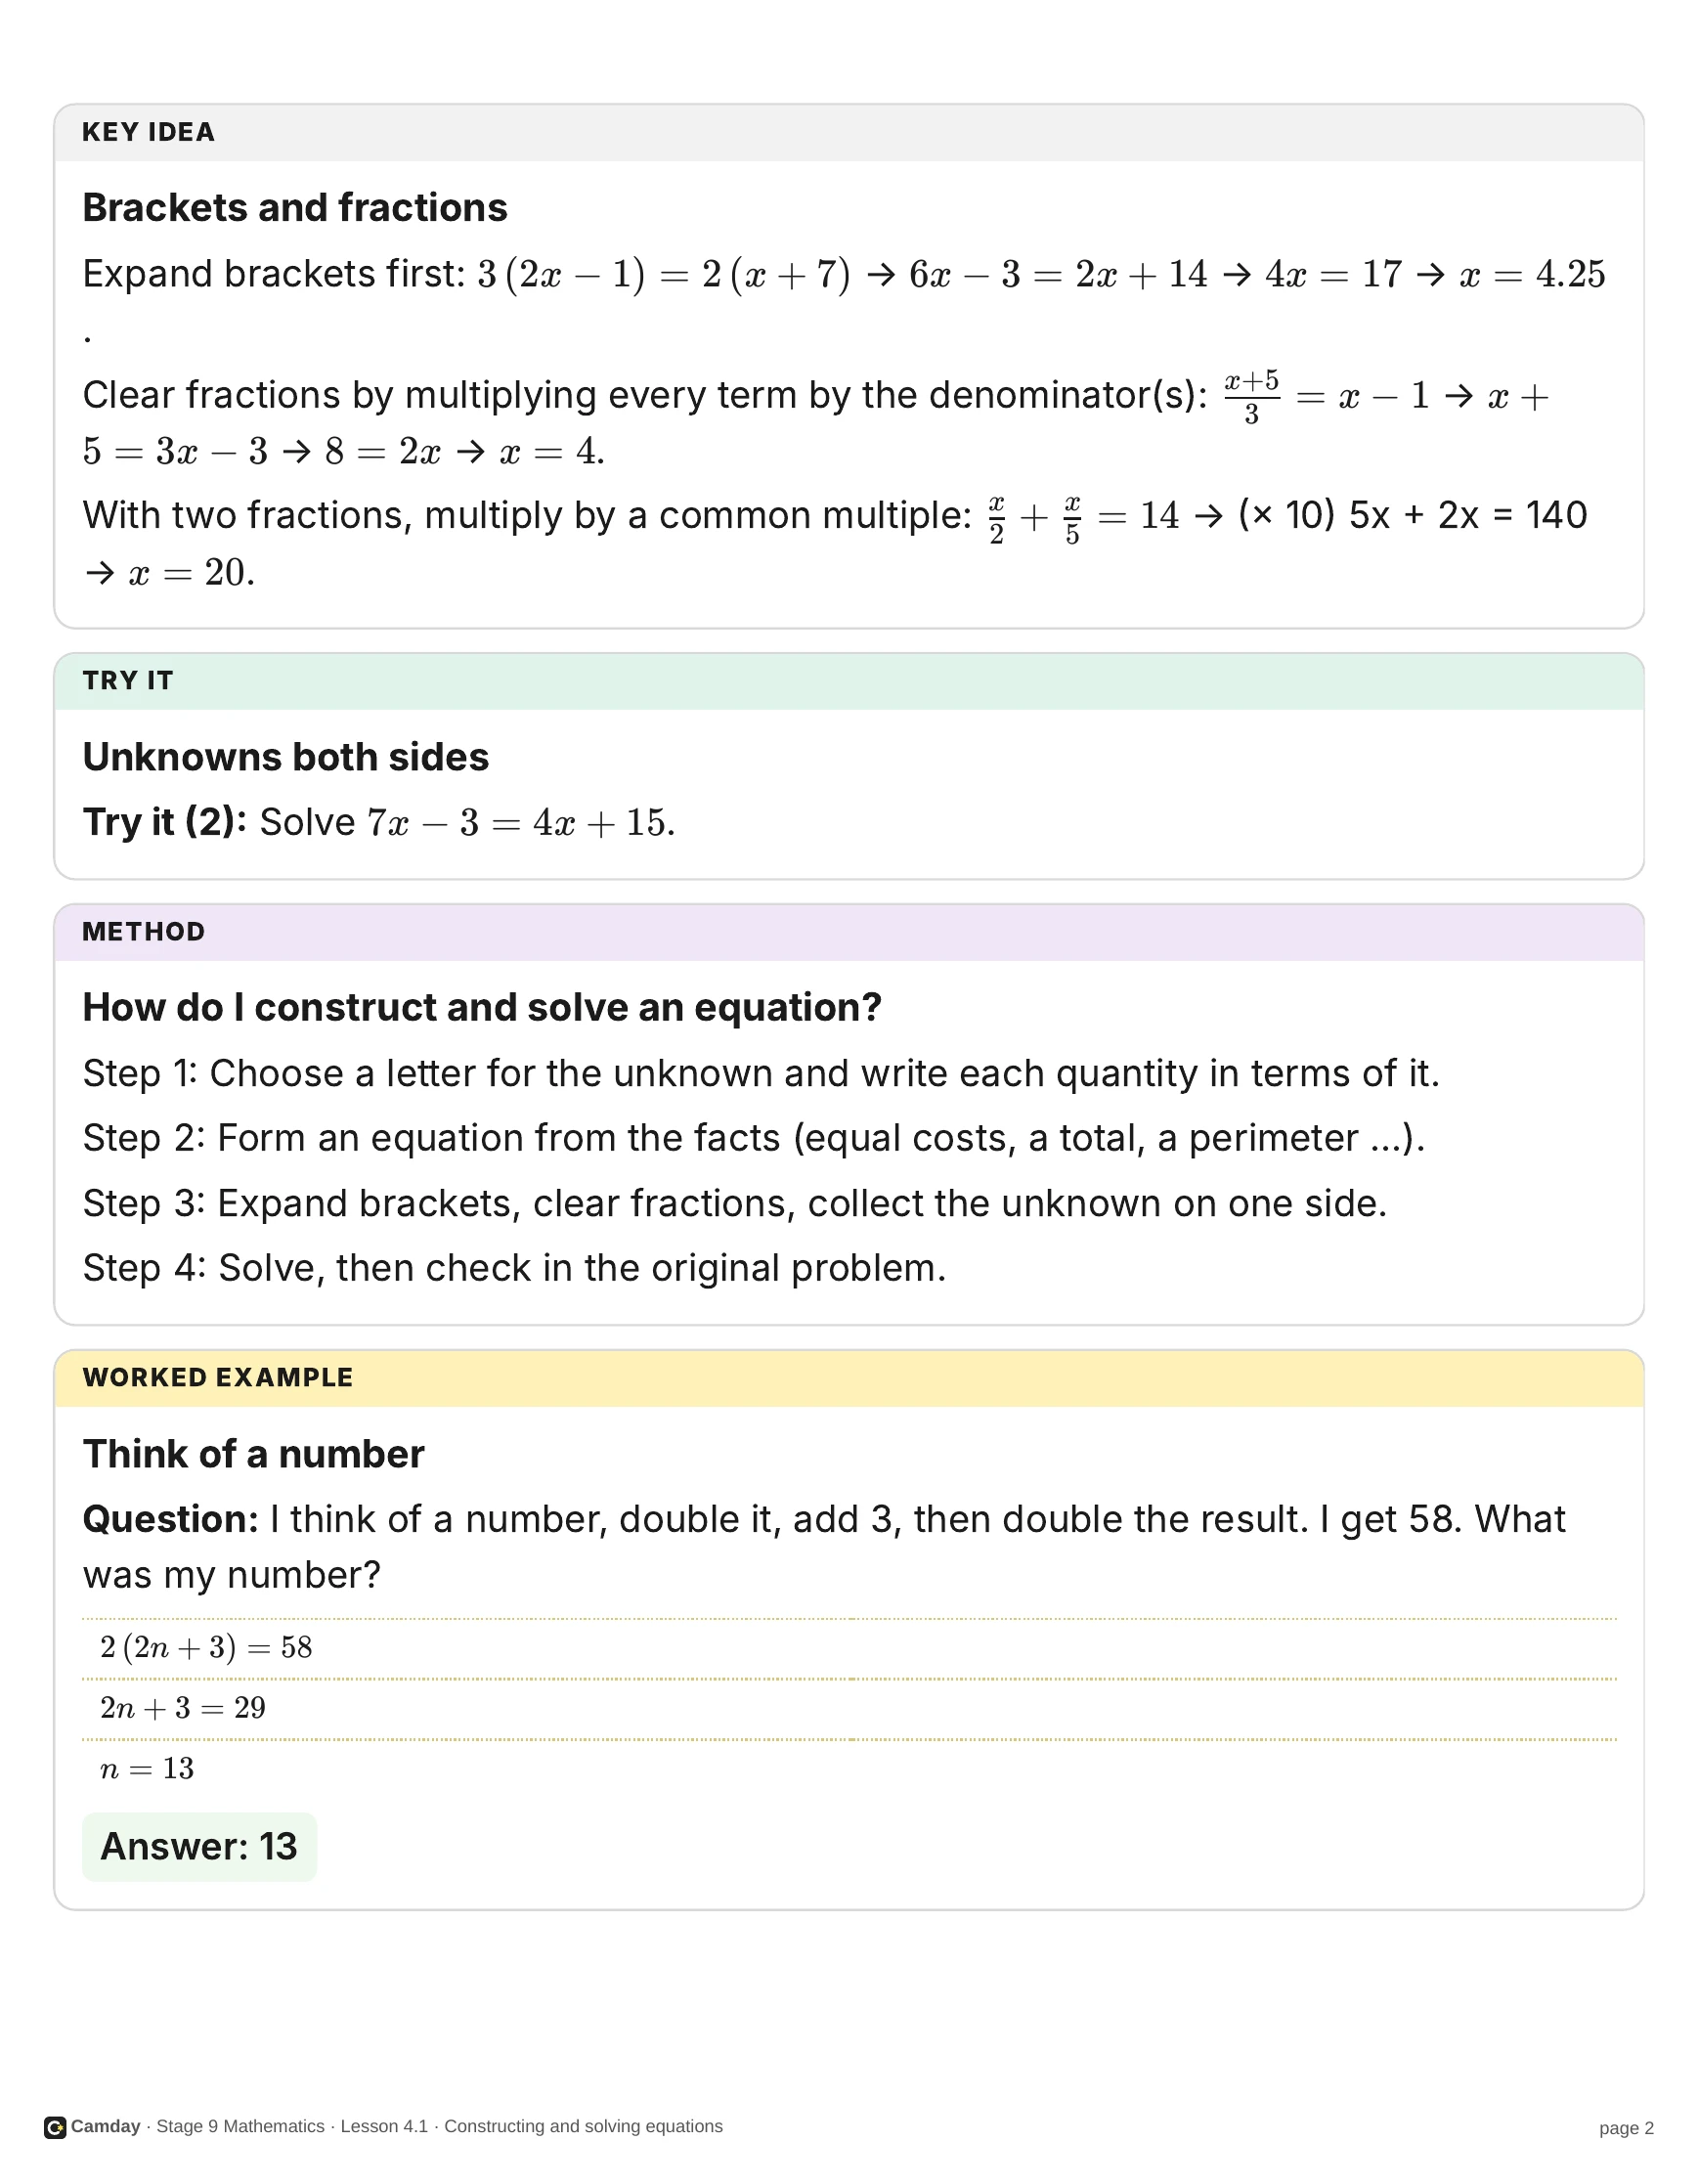 KEY IDEA
Brackets and fractions
Expand brackets first: 3 (2x − 1) = 2 (x + 7) → 6x − 3 = 2x + 14 → 4x = 17 → x = 4.25
.
Clear fractions by multiplying every term by the denominator(s): \frac{x+5}{3} = x − 1 → x +
5 = 3x − 3 → 8 = 2x → x = 4.
With two fractions, multiply by a common multiple: \frac{x}{2} + \frac{x}{5} = 14 → (× 10) 5x + 2x = 140
→ x = 20.
TRY IT
Unknowns both sides
Try it (2): Solve 7x − 3 = 4x + 15.
METHOD
How do I construct and solve an equation?
Step 1: Choose a letter for the unknown and write each quantity in terms of it.
Step 2: Form an equation from the facts (equal costs, a total, a perimeter …).
Step 3: Expand brackets, clear fractions, collect the unknown on one side.
Step 4: Solve, then check in the original problem.
WORKED EXAMPLE
Think of a number
Question: I think of a number, double it, add 3, then double the result. I get 58. What
was my number?
2 (2n + 3) = 58
2n + 3 = 29
n = 13
Answer: 13
Camday · Stage 9 Mathematics · Lesson 4.1 · Constructing and solving equations
page 2